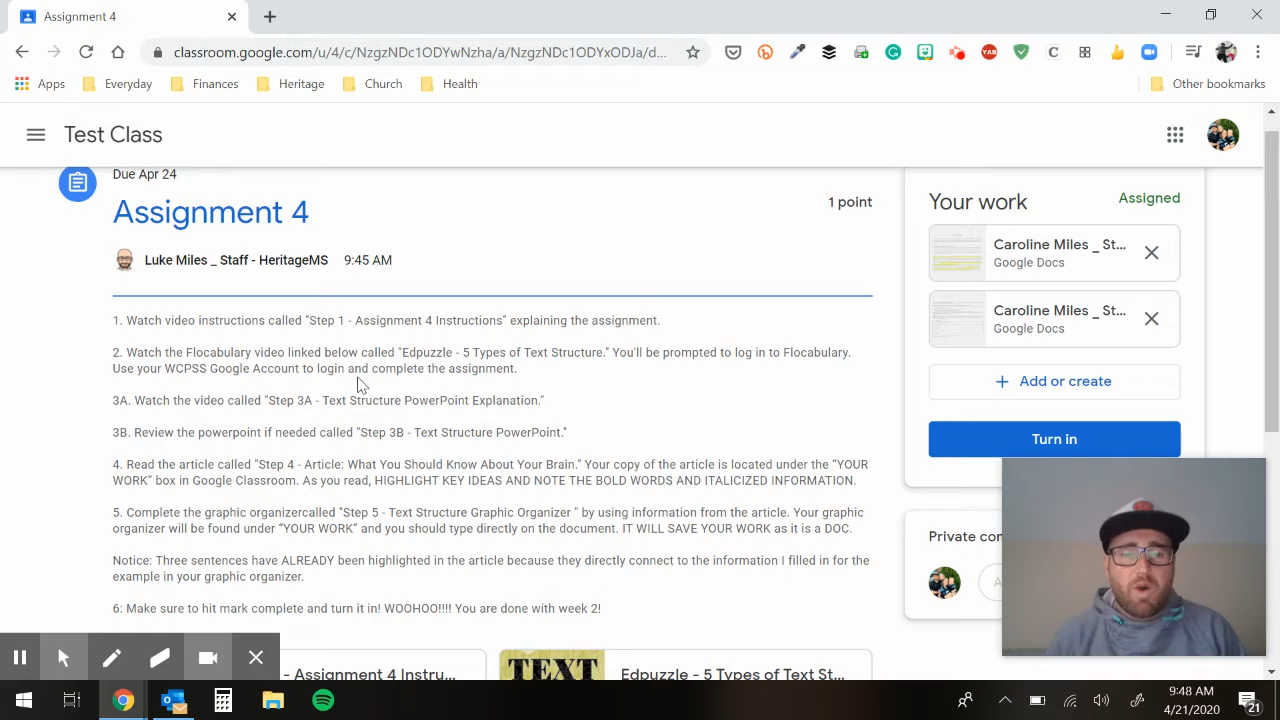 Assignment 4
classroom.google.com/u/4/c/NzgzNDc1ODYwNzha/a/NzgzNDc1ODYxODJa/d...
YAB
Apps Everyday Finances Heritage Church Health Other bookmarks
Test Class
Due Apr 24
Assignment 4
1 point
Luke Miles _ Staff - HeritageMS 9:45 AM
1. Watch video instructions called "Step 1 - Assignment 4 Instructions" explaining the assignment.
2. Watch the Flocabulary video linked below called "Edpuzzle - 5 Types of Text Structure." You'll be prompted to log in to Flocabulary.
Use your WCPSS Google Account to login and complete the assignment.
3A. Watch the video called "Step 3A - Text Structure PowerPoint Explanation."
3B. Review the powerpoint if needed called "Step 3B - Text Structure PowerPoint."
4. Read the article called "Step 4 - Article: What You Should Know About Your Brain." Your copy of the article is located under the “YOUR
WORK” box in Google Classroom. As you read, HIGHLIGHT KEY IDEAS AND NOTE THE BOLD WORDS AND ITALICIZED INFORMATION.
5. Complete the graphic organizercalled "Step 5 - Text Structure Graphic Organizer " by using information from the article. Your graphic
organizer will be found under “YOUR WORK” and you should type directly on the document. IT WILL SAVE YOUR WORK as it is a DOC.
Notice: Three sentences have ALREADY been highlighted in the article because they directly connect to the information I filled in for the
example in your graphic organizer.
6: Make sure to hit mark complete and turn it in! WOOHOO!!!! You are done with week 2!
- Assignment 4 Instru...
TEXT
Edpuzzle - 5 Types of Text St...
Your work
Assigned
Caroline Miles _ St...
Google Docs
Caroline Miles _ St...
Google Docs
+ Add or create
Turn in
Private con
9:48 AM
4/21/2020
21